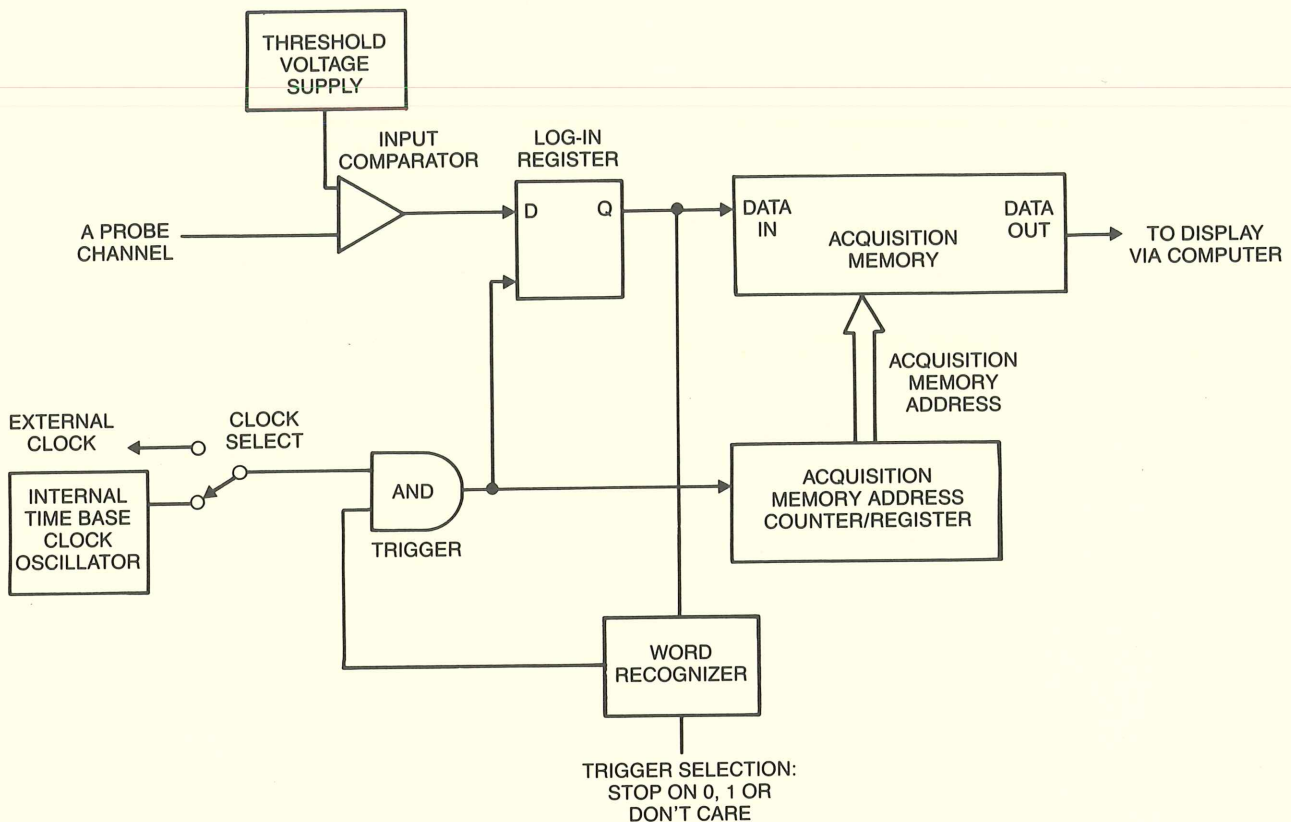 THRESHOLD
VOLTAGE
SUPPLY
INPUT
COMPARATOR
LOG-IN
REGISTER
A PROBE
CHANNEL
D
Q
DATA
IN
DATA
OUT
ACQUISITION
MEMORY
TO DISPLAY
VIA COMPUTER
ACQUISITION
MEMORY
ADDRESS
EXTERNAL
CLOCK
CLOCK
SELECT
INTERNAL
TIME BASE
CLOCK
OSCILLATOR
AND
TRIGGER
ACQUISITION
MEMORY ADDRESS
COUNTER/REGISTER
WORD
RECOGNIZER
TRIGGER SELECTION:
STOP ON 0, 1 OR
DON'T CARE